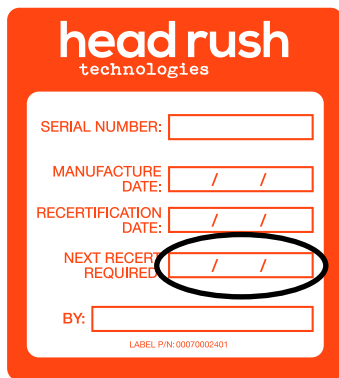 head rush
technologies
SERIAL NUMBER:
MANUFACTURE
DATE:
/ /
RECERTIFICATION
DATE:
/ /
NEXT RECERT
REQUIRED:
/ /
BY:
LABEL P/N: 00070002401